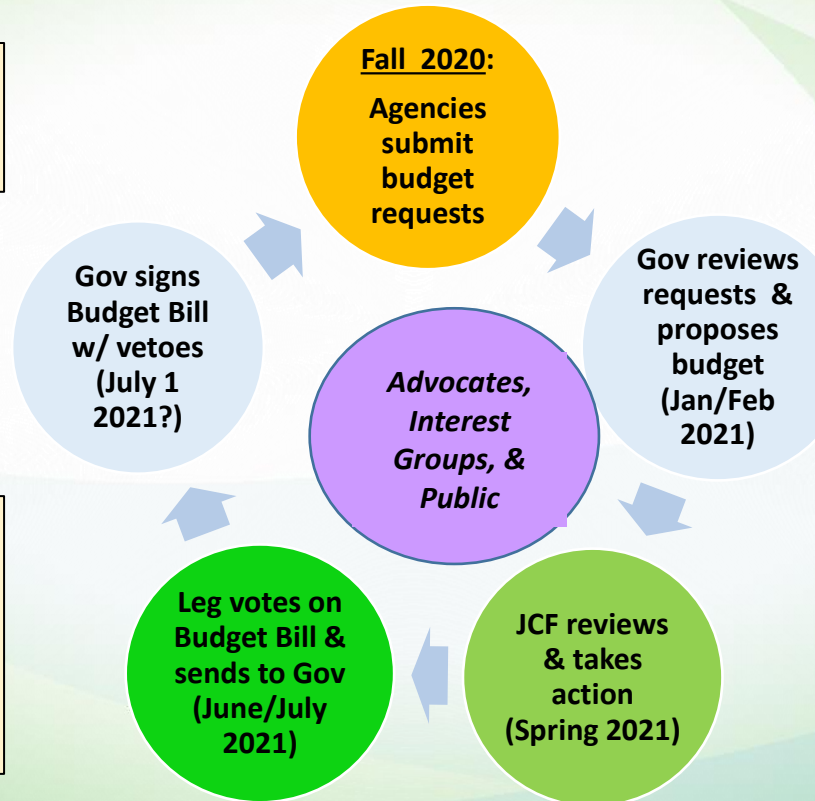 Fall 2020:
Agencies
submit
budget
requests
Gov reviews
requests &
proposes
budget
(Jan/Feb
2021)
JCF reviews
& takes
action
(Spring 2021)
Leg votes on
Budget Bill &
sends to Gov
(June/July
2021)
Gov signs
Budget Bill
w/ vetoes
(July 1
2021?)
Advocates,
Interest
Groups, &
Public